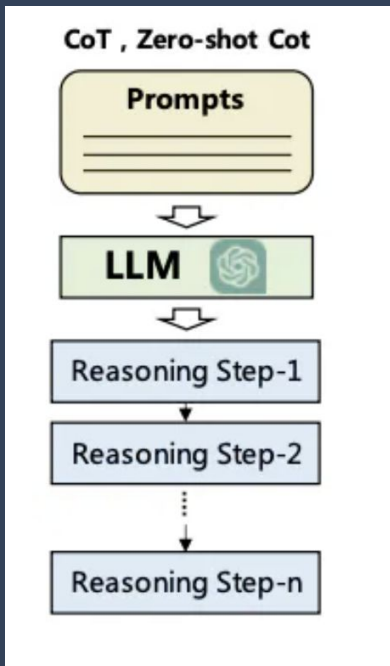 CoT , Zero-shot Cot
Prompts
LLM
Reasoning Step-1
Reasoning Step-2
Reasoning Step-n